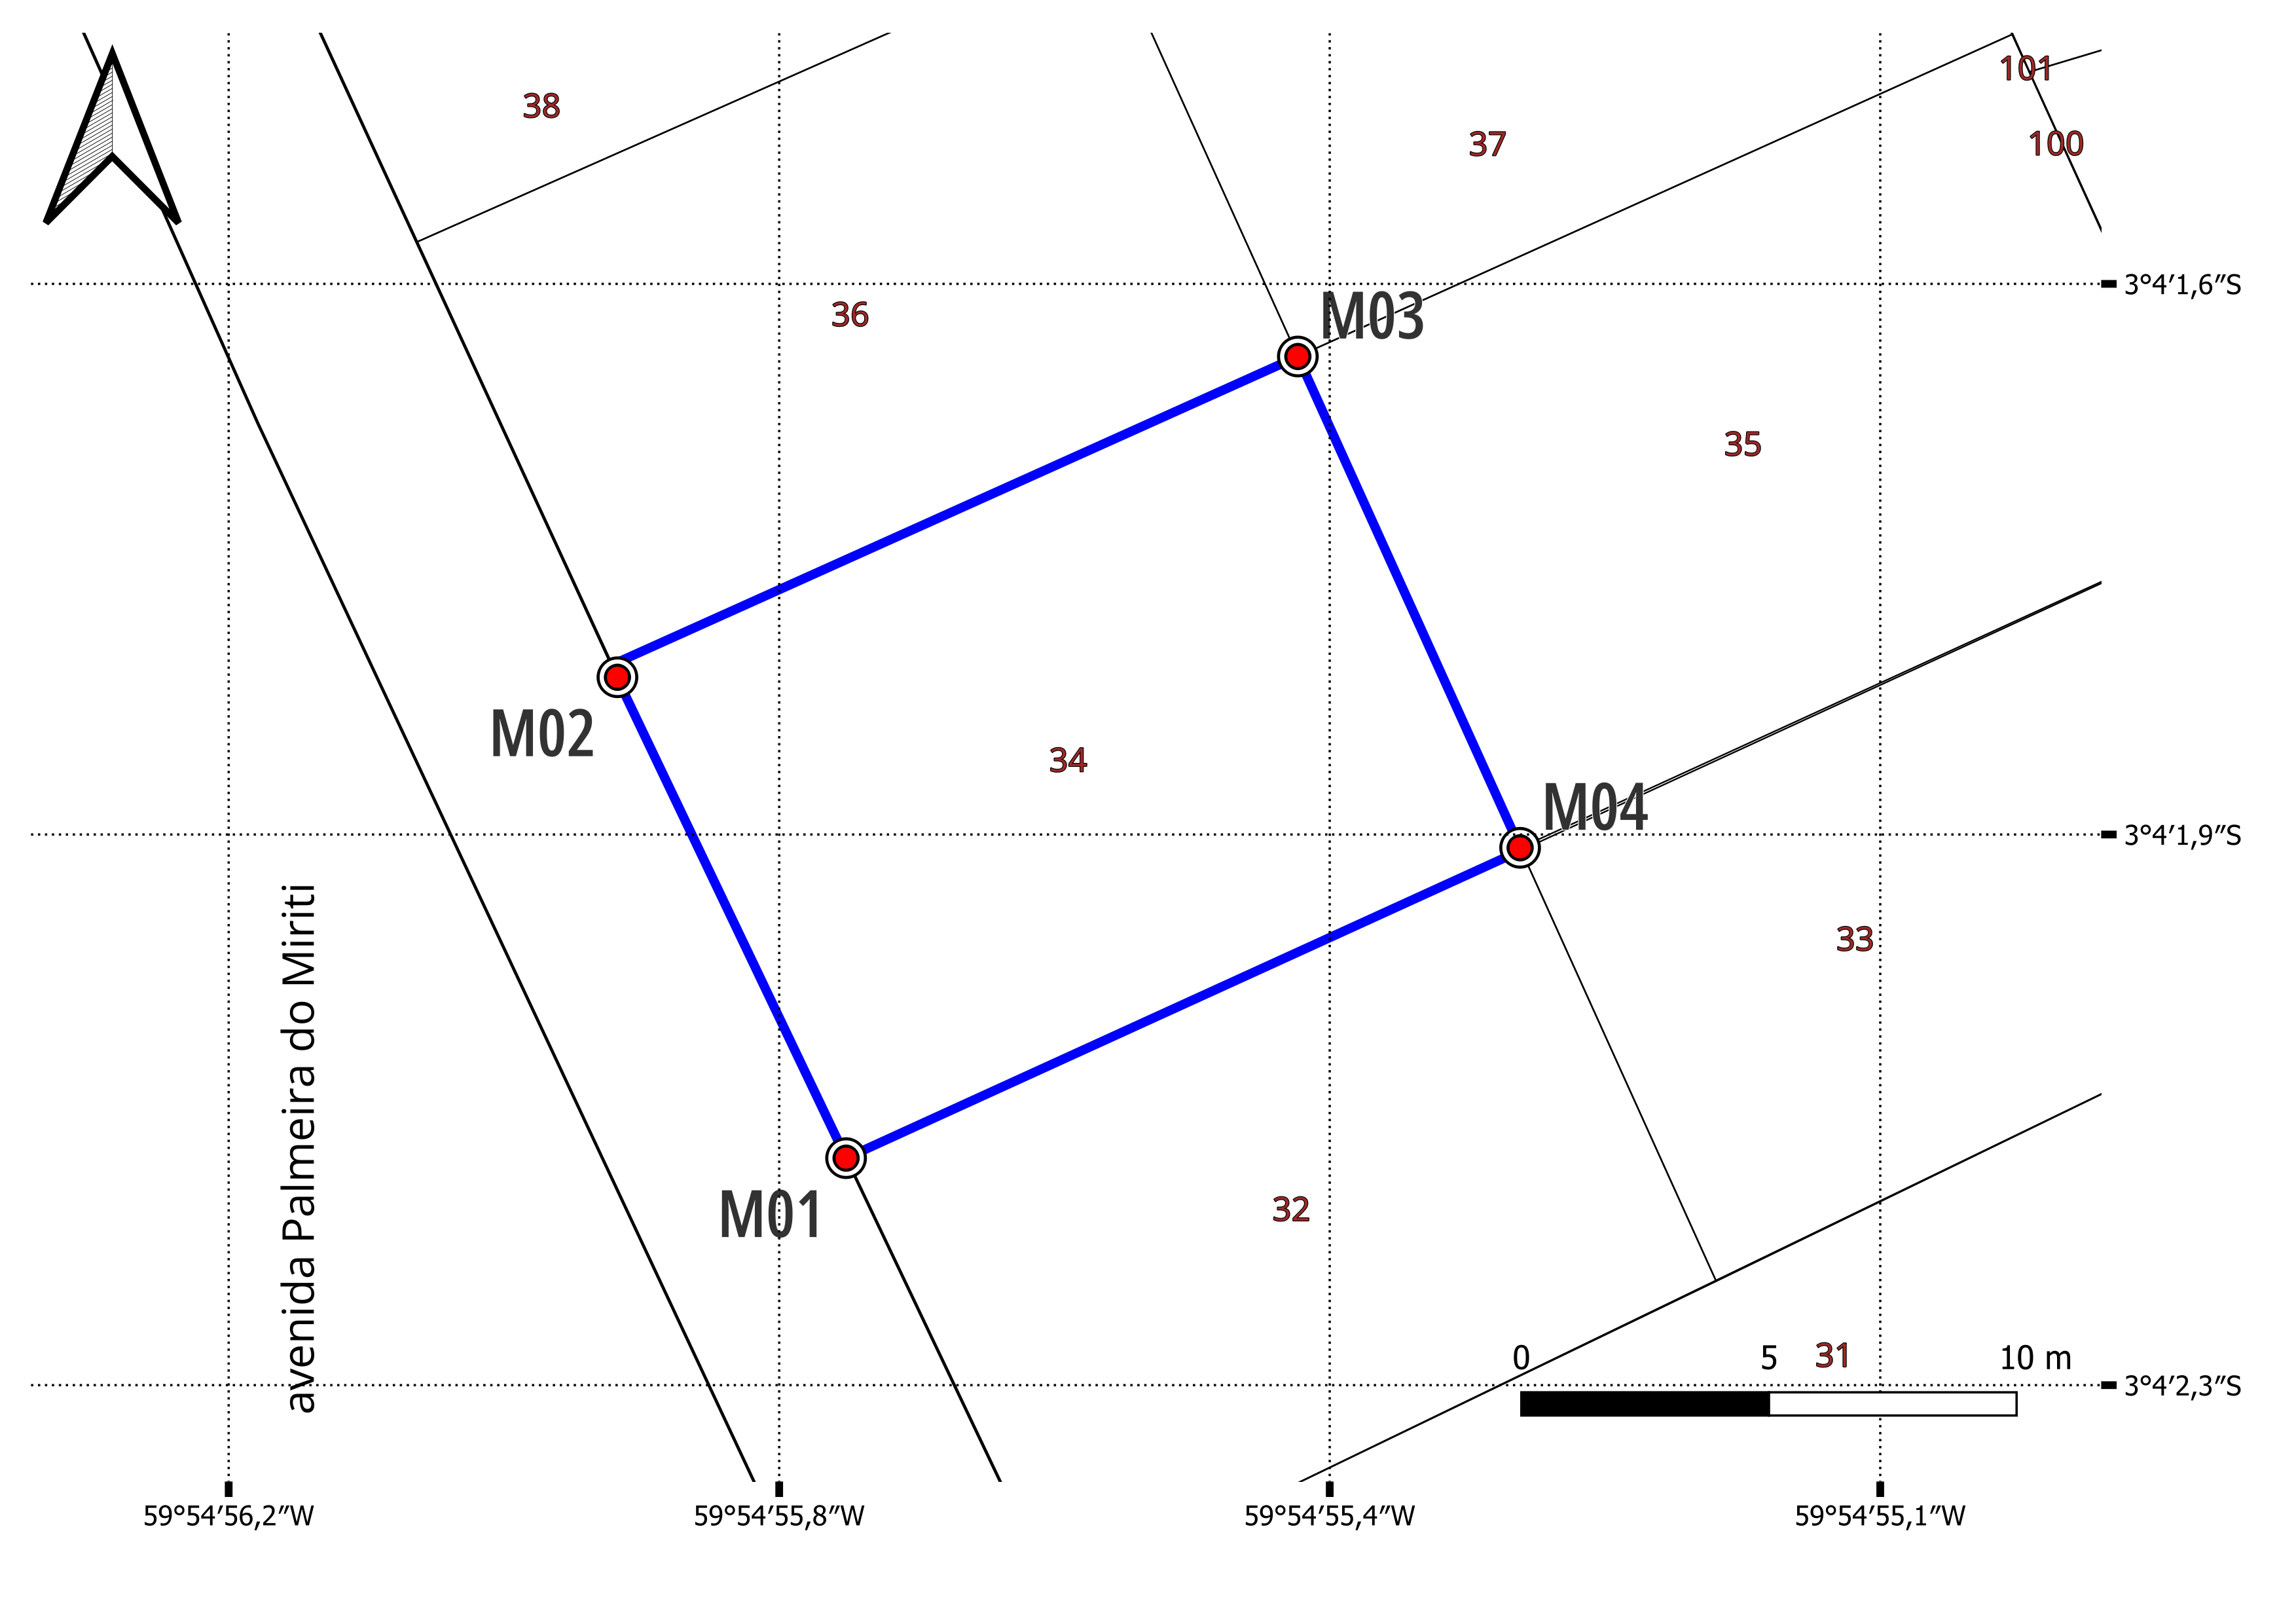 101
38
37
100
3°4′1,6″S
36
M03
35
M02
34
M04
3°4′1,9″S
avenida Palmeira do Miriti
33
M01
32
31
0 5 10 m
3°4′2,3″S
59°54′56,2″W 59°54′55,8″W 59°54′55,4″W 59°54′55,1″W